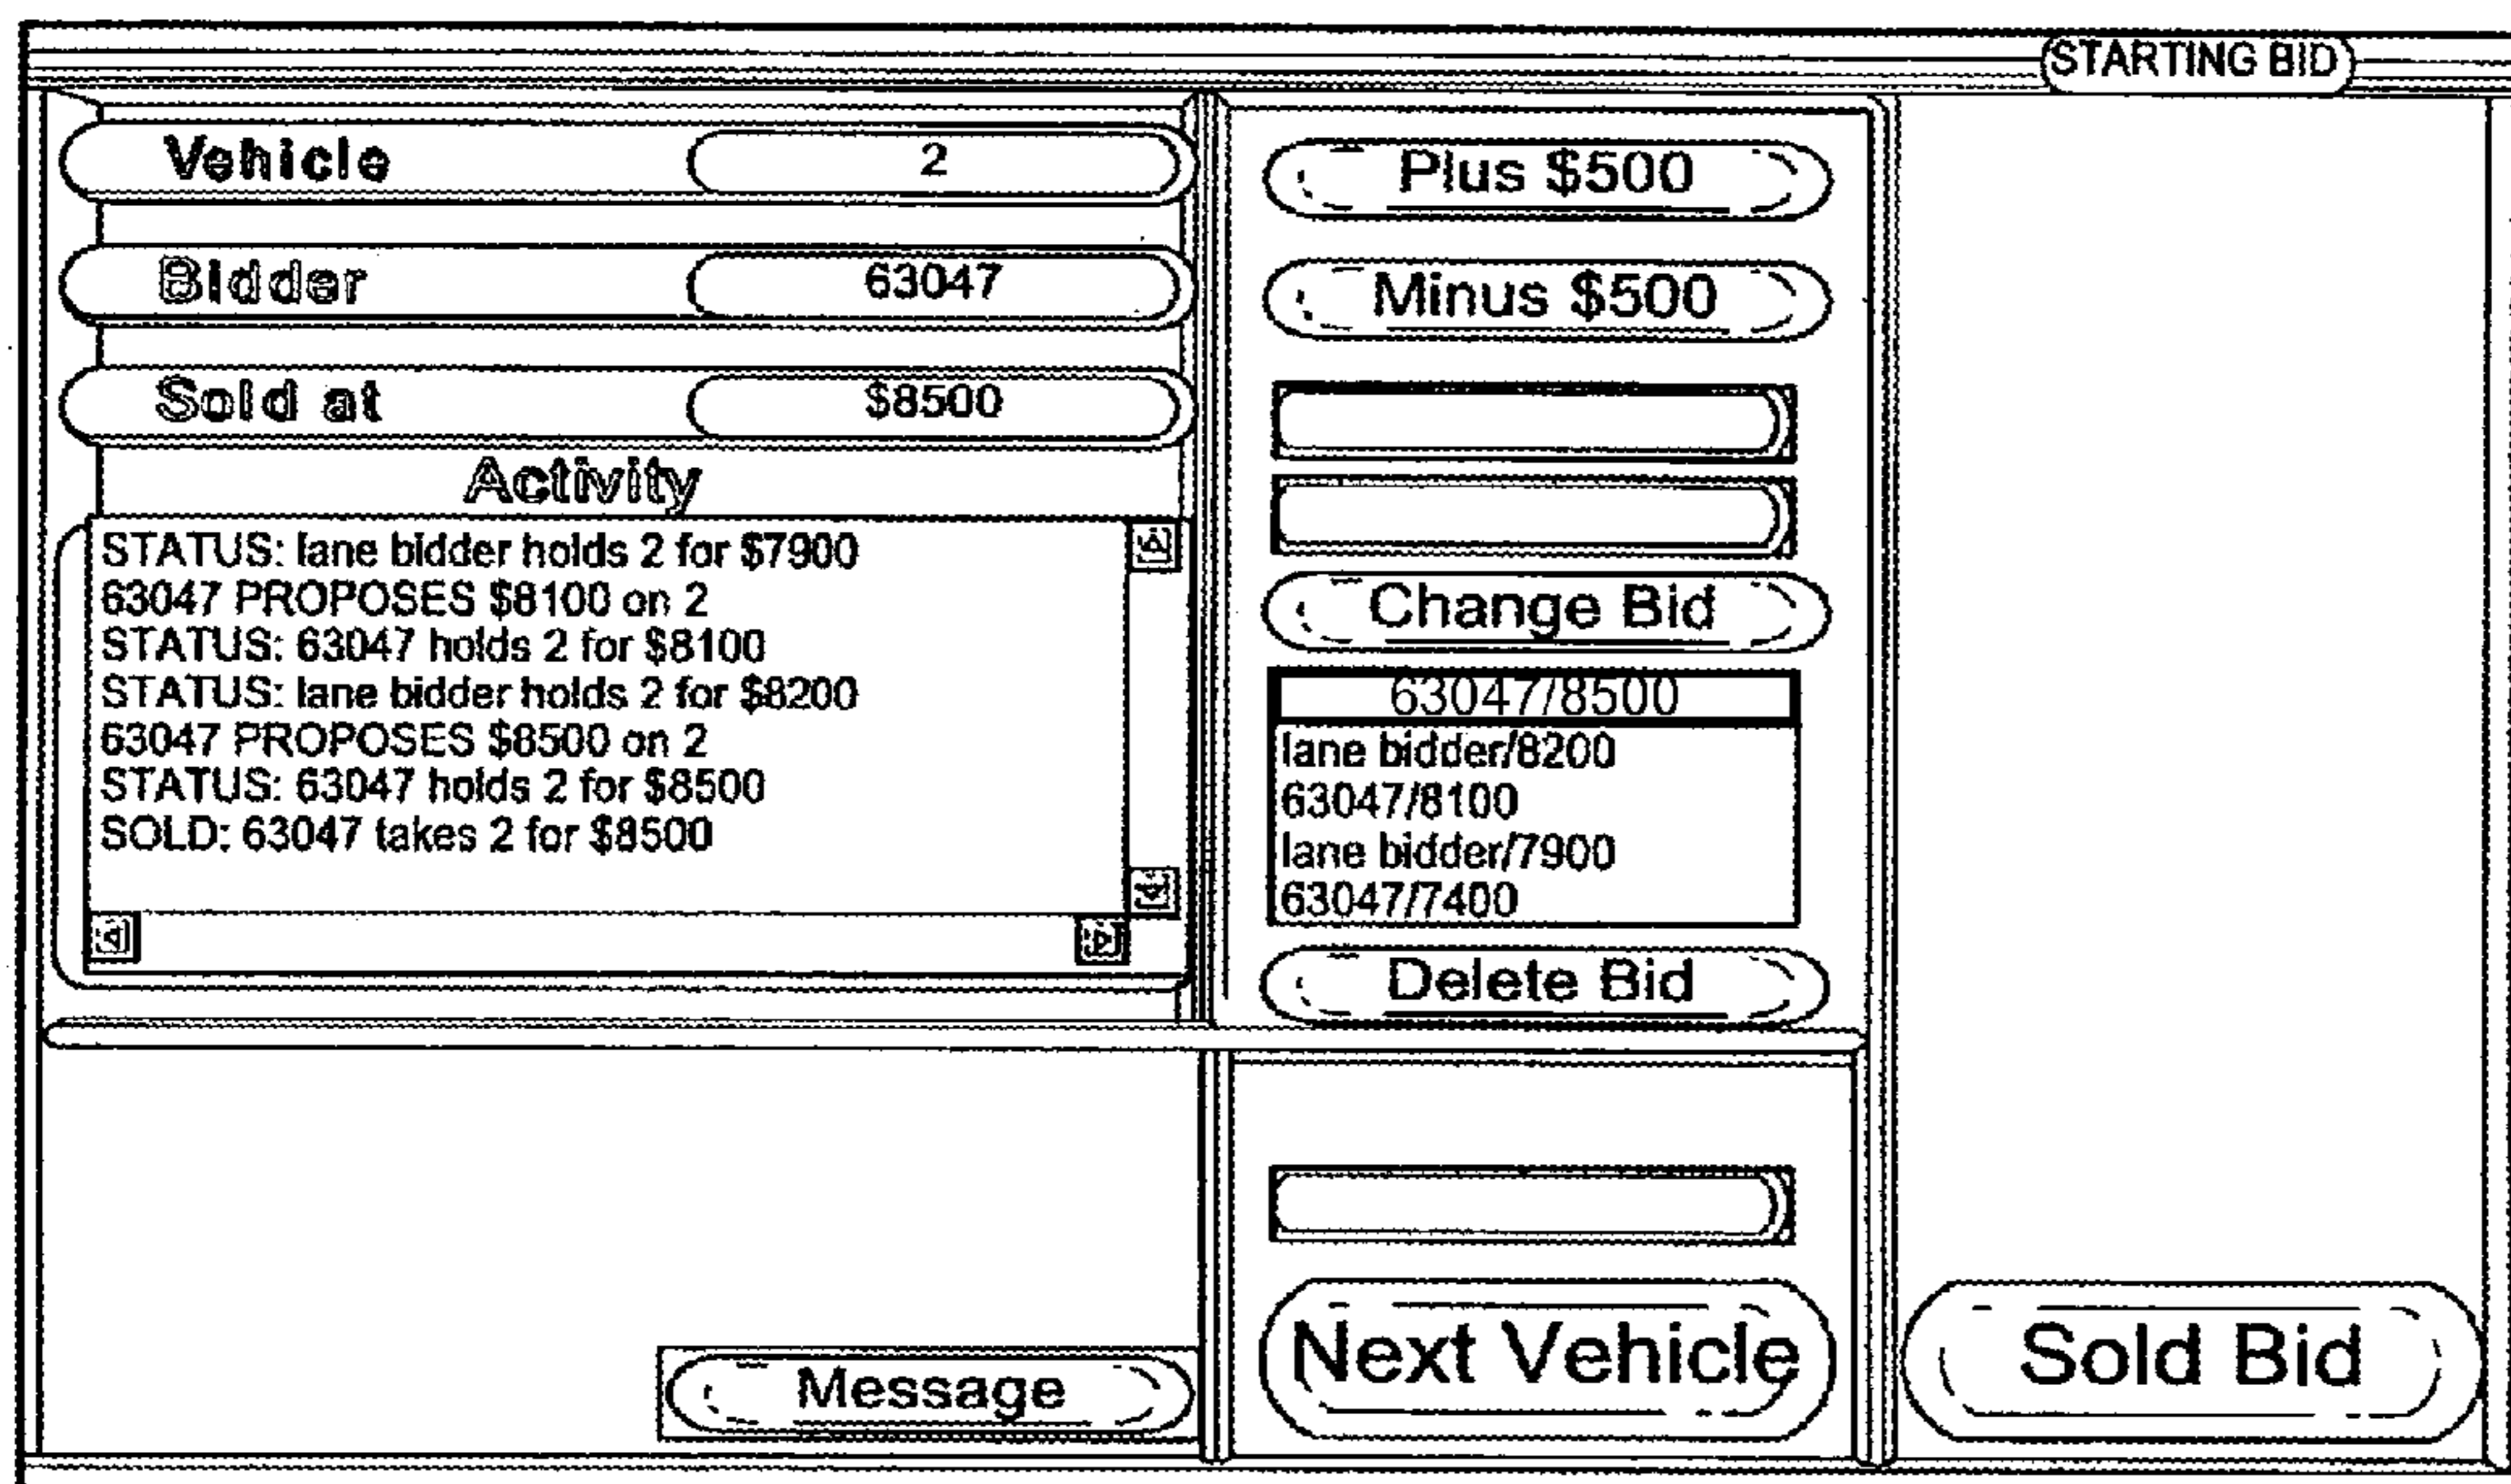 STARTING BID
Vehicle 2
Bidder 63047
Sold at $8500
Activity
STATUS: lane bidder holds 2 for $7900
63047 PROPOSES $8100 on 2
STATUS: 63047 holds 2 for $8100
STATUS: lane bidder holds 2 for $8200
63047 PROPOSES $8500 on 2
STATUS: 63047 holds 2 for $8500
SOLD: 63047 takes 2 for $8500
Message
Plus $500
Minus $500
Change Bid
63047/8500
lane bidder/8200
63047/8100
lane bidder/7900
63047/7400
Delete Bid
Next Vehicle
Sold Bid